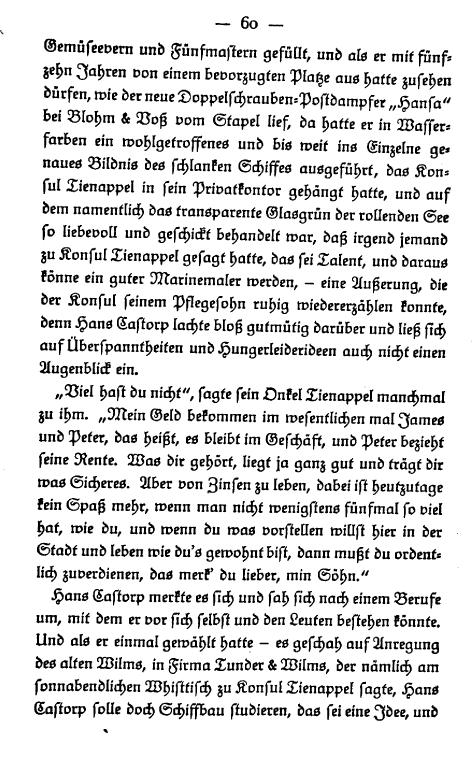 — 60 —
Gemüseevern und Fünfmastern gefüllt, und als er mit fünf-
zehn Jahren von einem bevorzugten Platze aus hatte zusehen
dürfen, wie der neue Doppelschrauben-Postdampfer „Hansa“
bei Blohm & Voß vom Stapel lief, da hatte er in Wasser-
farben ein wohlgetroffenes und bis weit ins Einzelne ge-
naues Bildnis des schlanken Schiffes ausgeführt, das Kon-
sul Tienappel in sein Privatkontor gehängt hatte, und auf
dem namentlich das transparente Glasgrün der rollenden See
so liebevoll und geschickt behandelt war, daß irgend jemand
zu Konsul Tienappel gesagt hatte, das sei Talent, und daraus
könne ein guter Marinemaler werden, – eine Äußerung, die
der Konsul seinem Pflegesohn ruhig wiedererzählen konnte,
denn Hans Castorp lachte bloß gutmütig darüber und ließ sich
auf Überspanntheiten und Hungerleiderideen auch nicht einen
Augenblick ein.
„Viel hast du nicht“, sagte sein Onkel Tienappel manchmal
zu ihm. „Mein Geld bekommen im wesentlichen mal James
und Peter, das heißt, es bleibt im Geschäft, und Peter bezieht
seine Rente. Was dir gehört, liegt ja ganz gut und trägt dir
was Sicheres. Aber von Zinsen zu leben, dabei ist heutzutage
kein Spaß mehr, wenn man nicht wenigstens fünfmal so viel
hat, wie du, und wenn du was vorstellen willst hier in der
Stadt und leben wie du's gewohnt bist, dann mußt du ordent-
lich zuverdienen, das merk' du lieber, min Söhn.“
Hans Castorp merkte es sich und sah sich nach einem Berufe
um, mit dem er vor sich selbst und den Leuten bestehen könnte.
Und als er einmal gewählt hatte – es geschah auf Anregung
des alten Wilms, in Firma Tunder & Wilms, der nämlich am
sonnabendlichen Whisttisch zu Konsul Tienappel sagte, Hans
Castorp solle doch Schiffbau studieren, das sei eine Idee, und